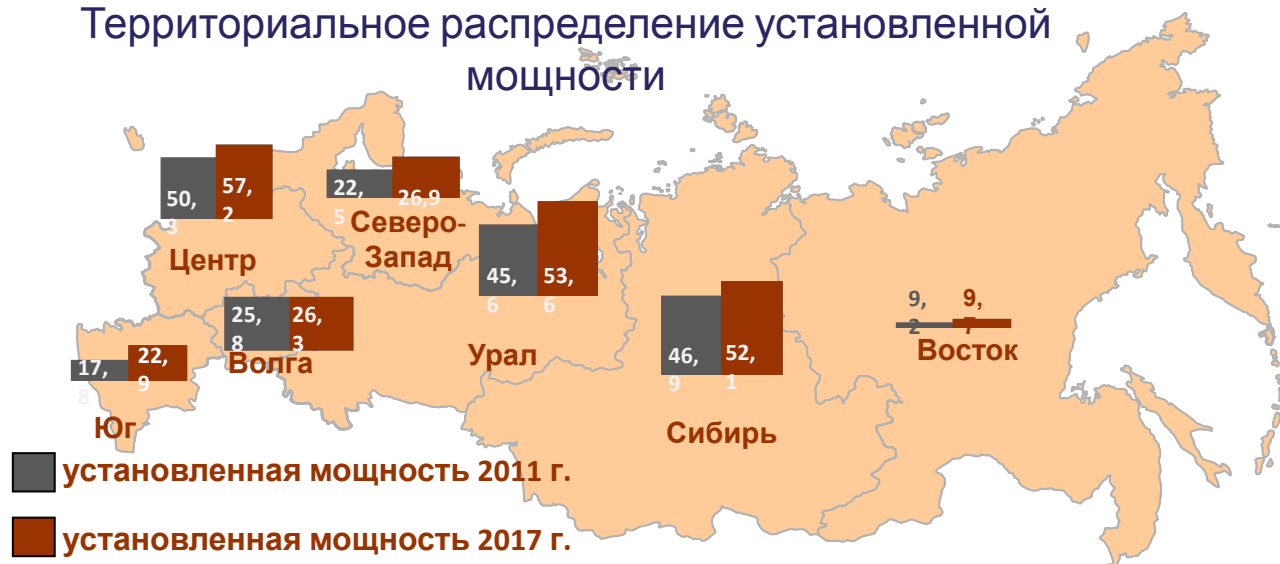 Территориальное распределение установленной
мощности
50,
3
57,
2
Центр
22,
5
26,9
Северо-
Запад
45,
6
53,
6
Урал
25,
8
26,
3
Волга
17,
8
22,
9
Юг
46,
9
52,
1
Сибирь
9,
2
9,
7
Восток
установленная мощность 2011 г.
установленная мощность 2017 г.